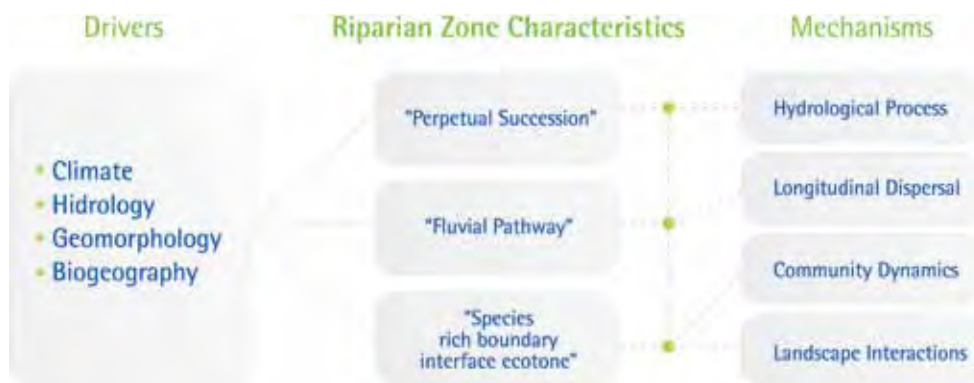 Drivers
Riparian Zone Characteristics
Mechanisms
• Climate
• Hidrology
• Geomorphology
• Biogeography
"Perpetual Succession"
"Fluvial Pathway"
"Species
rich boundary
interface ecotone"
Hydrological Process
Longitudinal Dispersal
Community Dynamics
Landscape Interactions